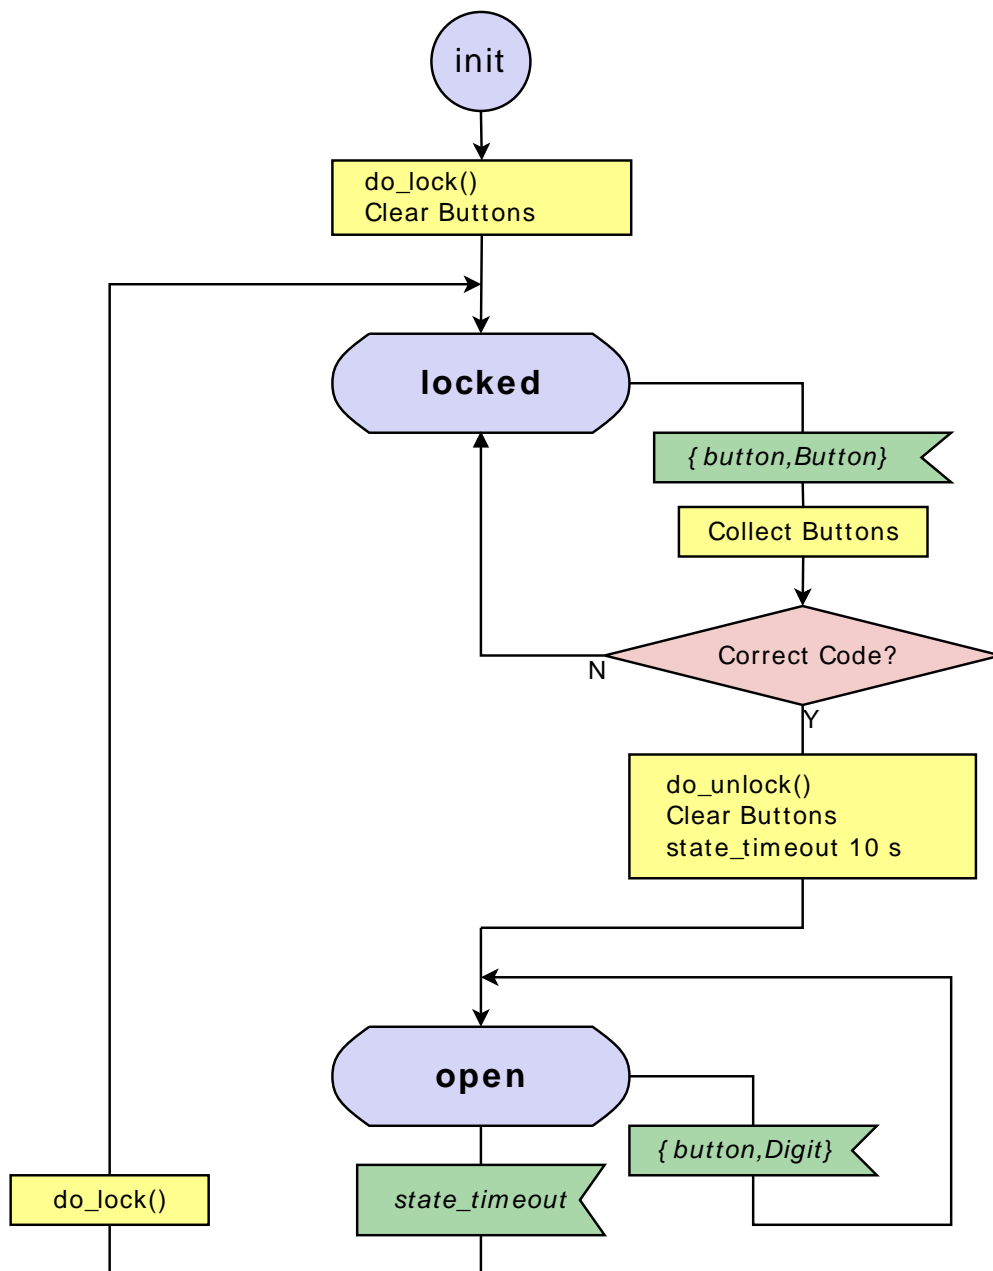 init
do_lock()
Clear Buttons
locked
{button,Button}
Collect Buttons
Correct Code?
N
Y
do_unlock()
Clear Buttons
state_timeout 10 s
open
{button,Digit}
do_lock()
state_timeout